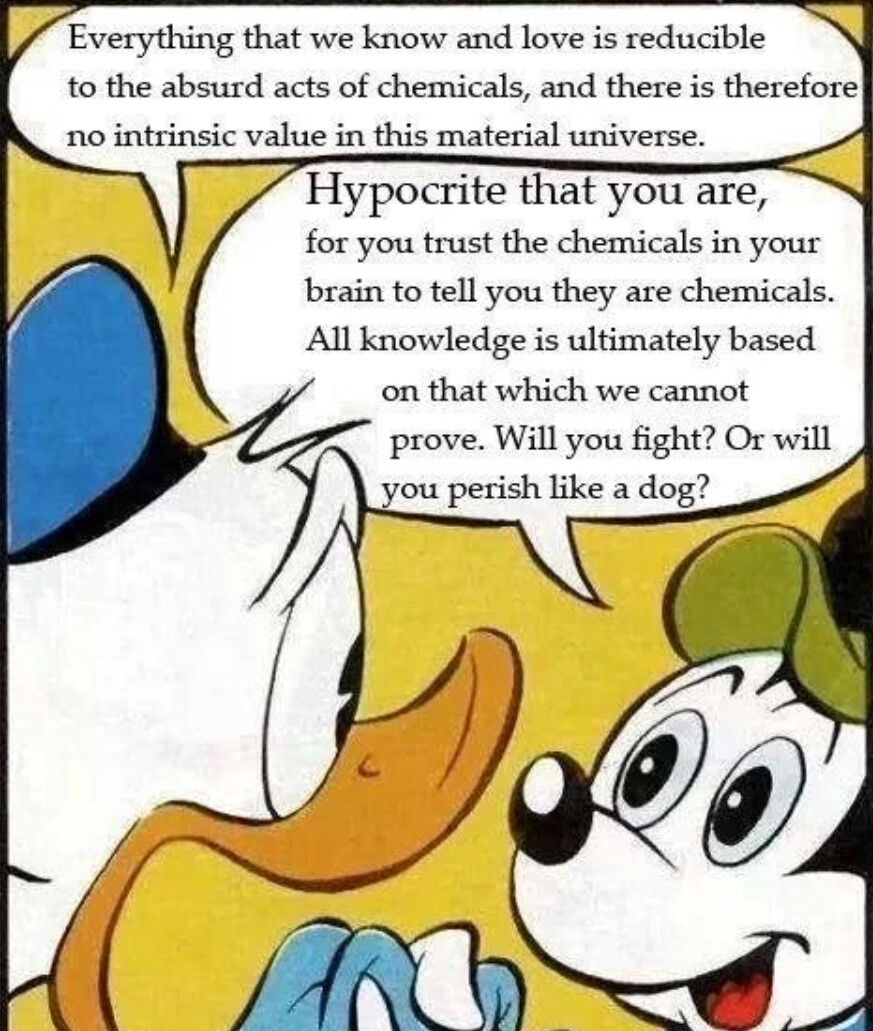 Everything that we know and love is reducible
to the absurd acts of chemicals, and there is therefore
no intrinsic value in this material universe.
Hypocrite that you are,
for you trust the chemicals in your
brain to tell you they are chemicals.
All knowledge is ultimately based
on that which we cannot
prove. Will you fight? Or will
you perish like a dog?